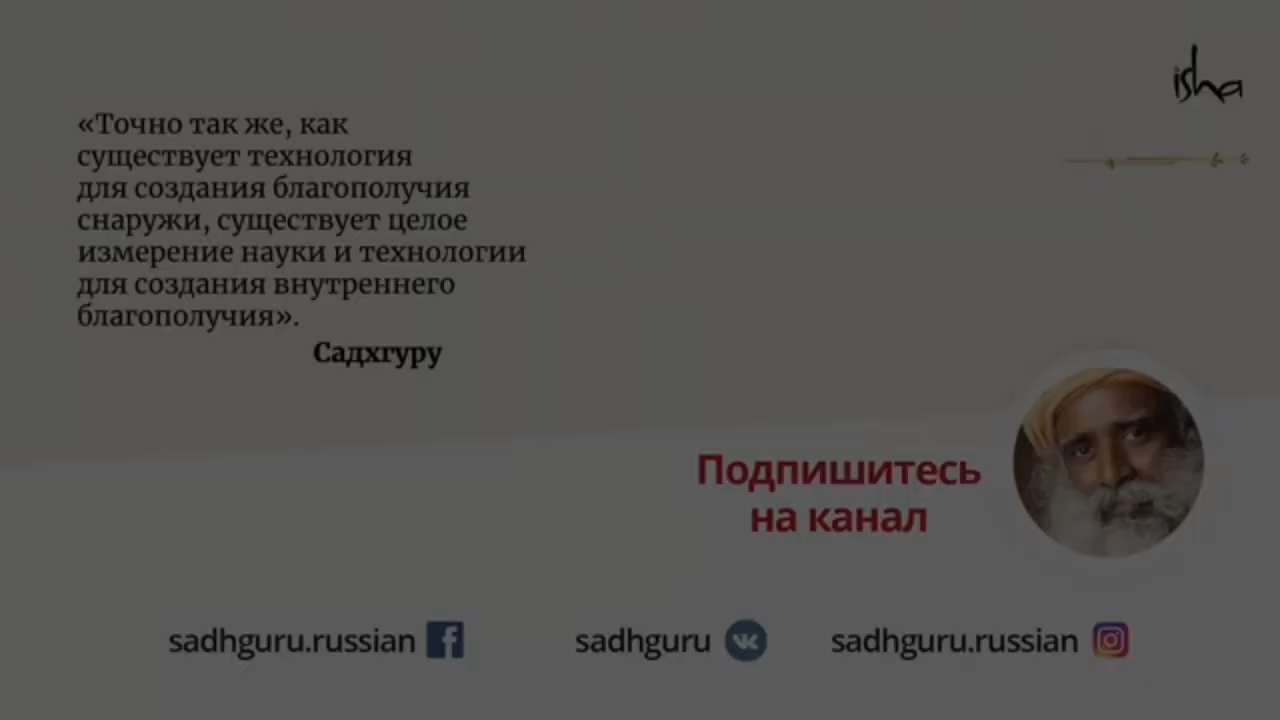 isha
«Точно так же, как
существует технология
для создания благополучия
снаружи, существует целое
измерение науки и технологии
для создания внутреннего
благополучия».
Садхгуру
Подпишитесь
на канал
sadhguru.russian
sadhguru
sadhguru.russian